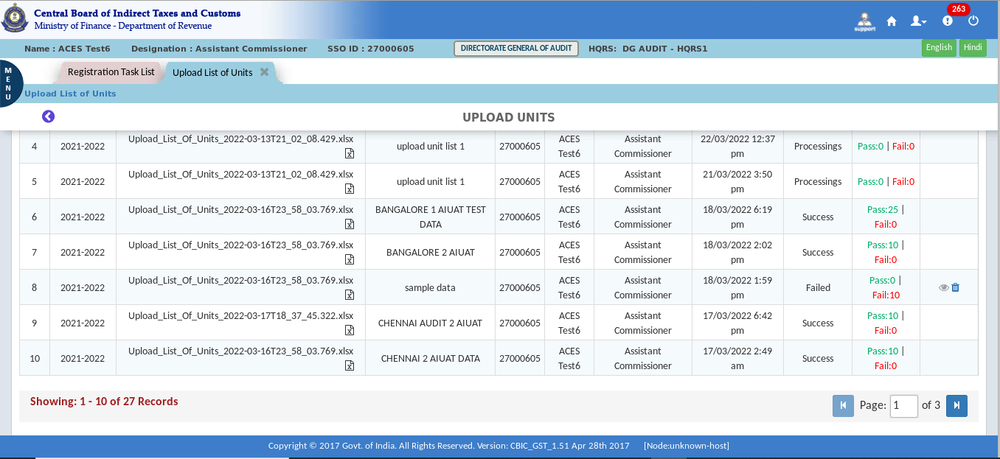 Central Board of Indirect Taxes and Customs
Ministry of Finance - Department of Revenue
263
support
Name : ACES Test6 Designation : Assistant Commissioner SSO ID : 27000605 DIRECTORATE GENERAL OF AUDIT HQRS: DG AUDIT - HQRS1 English Hindi
MENU
Registration Task List Upload List of Units
Upload List of Units
UPLOAD UNITS
4 2021-2022 Upload_List_Of_Units_2022-03-13T21_02_08.429.xlsx upload unit list 1 27000605 ACES Test6 Assistant Commissioner 22/03/2022 12:37 pm Processings Pass:0 | Fail:0
5 2021-2022 Upload_List_Of_Units_2022-03-13T21_02_08.429.xlsx upload unit list 1 27000605 ACES Test6 Assistant Commissioner 21/03/2022 3:50 pm Processings Pass:0 | Fail:0
6 2021-2022 Upload_List_Of_Units_2022-03-16T23_58_03.769.xlsx BANGALORE 1 AIUAT TEST DATA 27000605 ACES Test6 Assistant Commissioner 18/03/2022 6:19 pm Success Pass:25 | Fail:0
7 2021-2022 Upload_List_Of_Units_2022-03-16T23_58_03.769.xlsx BANGALORE 2 AIUAT 27000605 ACES Test6 Assistant Commissioner 18/03/2022 2:02 pm Success Pass:10 | Fail:0
8 2021-2022 Upload_List_Of_Units_2022-03-16T23_58_03.769.xlsx sample data 27000605 ACES Test6 Assistant Commissioner 18/03/2022 1:59 pm Failed Pass:0 | Fail:10
9 2021-2022 Upload_List_Of_Units_2022-03-17T18_37_45.322.xlsx CHENNAI AUDIT 2 AIUAT 27000605 ACES Test6 Assistant Commissioner 17/03/2022 6:42 pm Success Pass:10 | Fail:0
10 2021-2022 Upload_List_Of_Units_2022-03-16T23_58_03.769.xlsx CHENNAI 2 AIUAT DATA 27000605 ACES Test6 Assistant Commissioner 17/03/2022 2:49 am Success Pass:10 | Fail:0
Showing: 1 - 10 of 27 Records Page: 1 of 3
Copyright © 2017 Govt. of India. All Rights Reserved. Version: CBIC_GST_1.51 Apr 28th 2017 [Node:unknown-host]